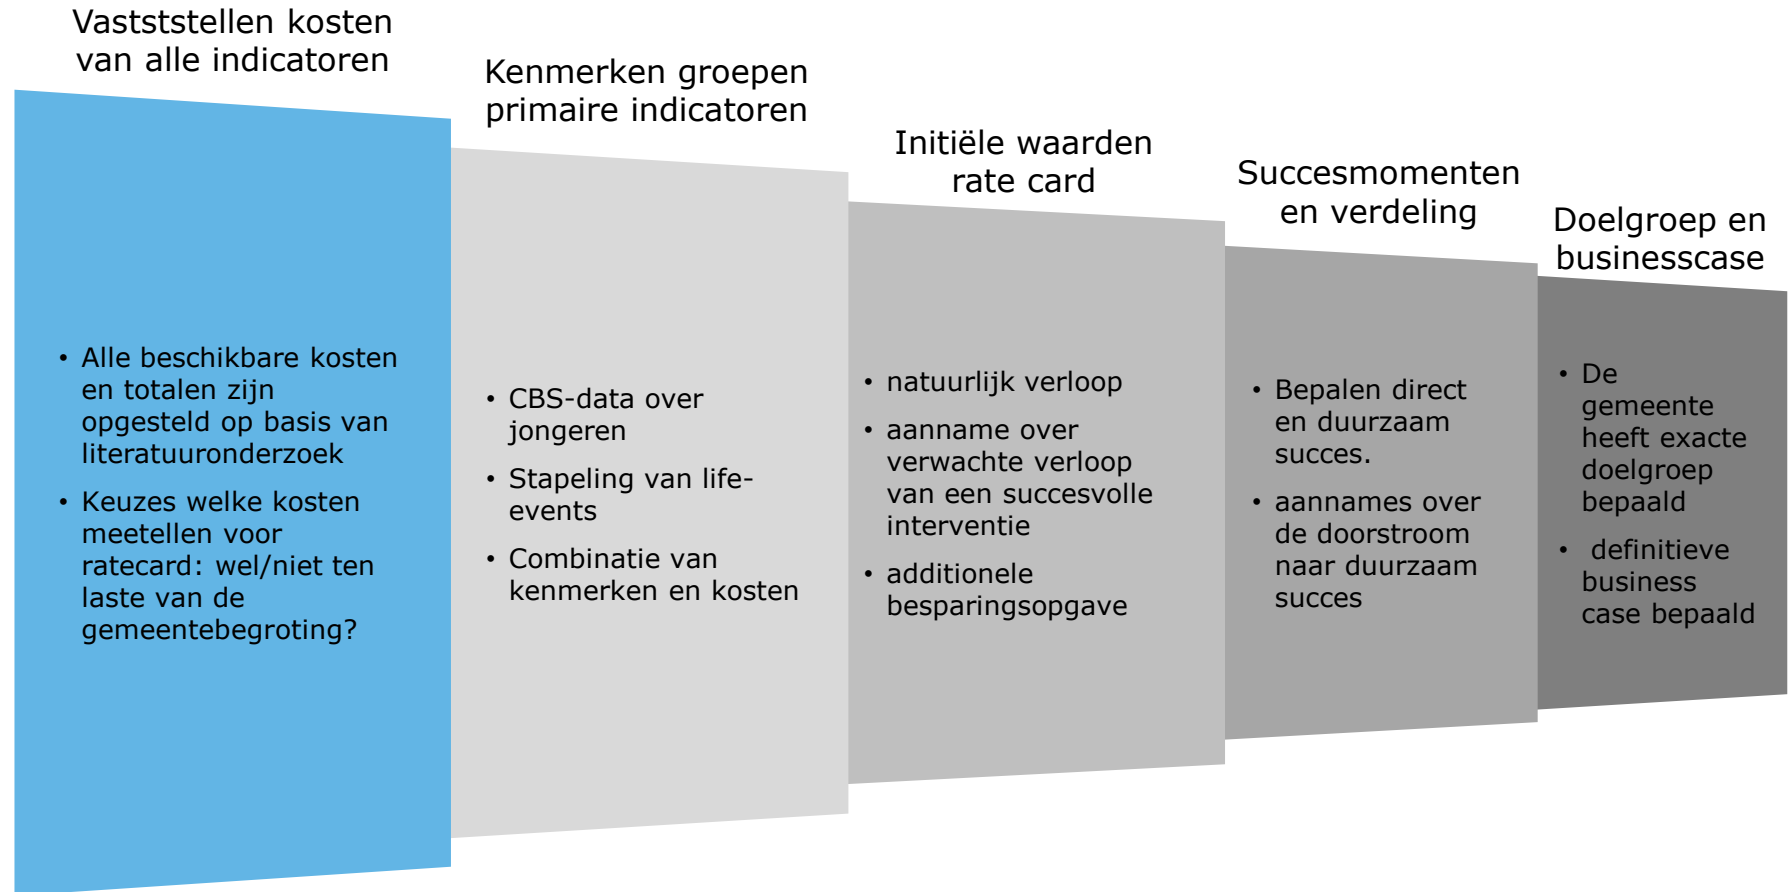 Vastststellen kosten
van alle indicatoren
• Alle beschikbare kosten
en totalen zijn
opgesteld op basis van
literatuuronderzoek
• Keuzes welke kosten
meetellen voor
ratecard: wel/niet ten
laste van de
gemeentebegroting?
Kenmerken groepen
primaire indicatoren
• CBS-data over
jongeren
• Stapeling van life-
events
• Combinatie van
kenmerken en kosten
Initiële waarden
rate card
• natuurlijk verloop
• aanname over
verwachte verloop
van een succesvolle
interventie
• additionele
besparingsopgave
Succesmomenten
en verdeling
• Bepalen direct
en duurzaam
succes.
• aannames over
de doorstroom
naar duurzaam
succes
Doelgroep en
businesscase
• De
gemeente
heeft exacte
doelgroep
bepaald
• definitieve
business
case bepaald